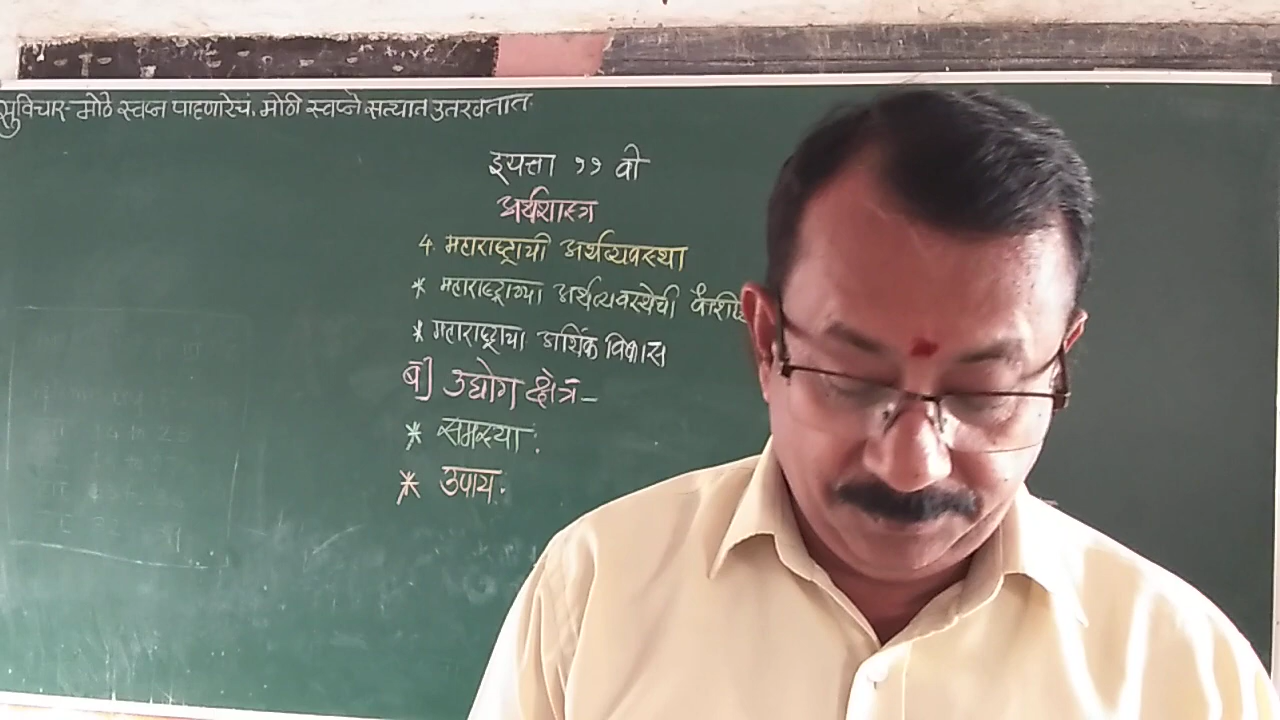 सुविचार- मोठे स्वप्न पाहणारेचं. मोठी स्वप्ने सत्यात उतरवतात.
इयत्ता ११ वी
अर्थशास्त्र
4. महाराष्ट्राची अर्थव्यवस्था
* महाराष्ट्राच्या अर्थव्यवस्थेची
* महाराष्ट्राचा आर्थिक विकास
ब] उद्योग क्षेत्रं -
* समस्या :
* उपाय.